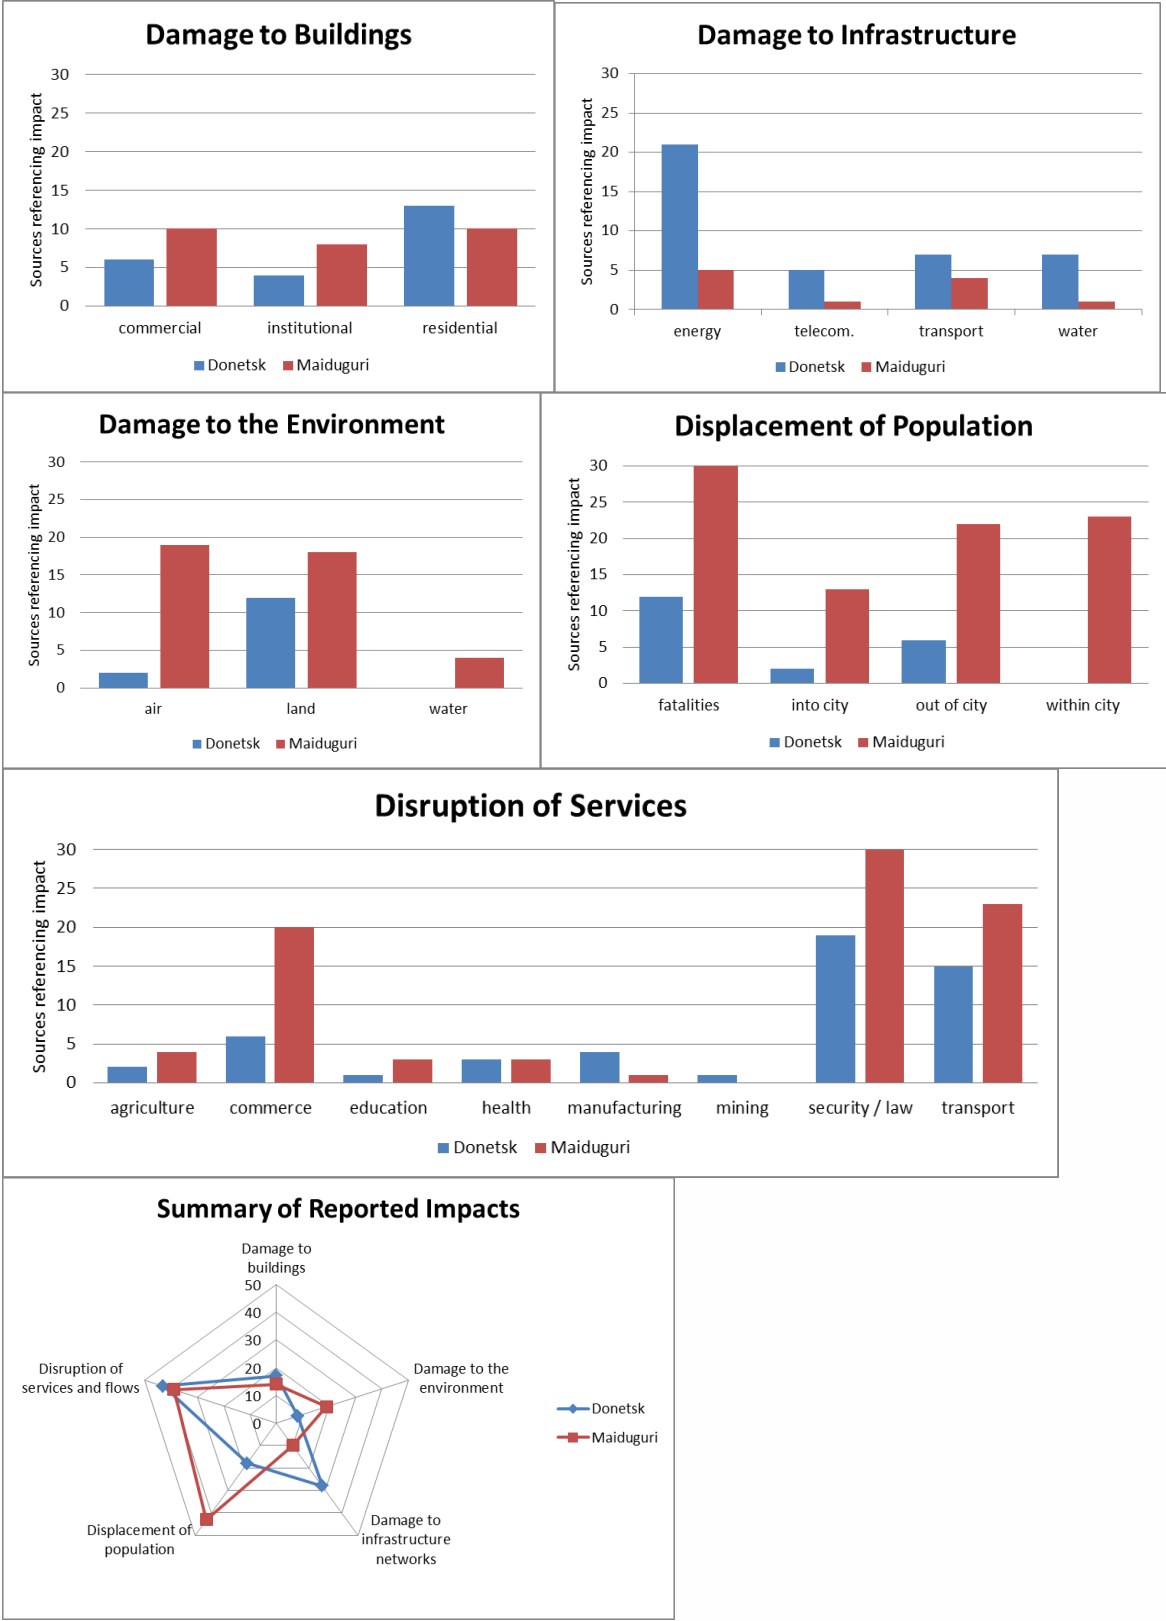 Damage to Buildings
Sources referencing impact
30
25
20
15
10
5
0
commercial institutional residential
Donetsk Maiduguri
Damage to Infrastructure
Sources referencing impact
30
25
20
15
10
5
0
energy telecom. transport water
Donetsk Maiduguri
Damage to the Environment
Sources referencing impact
30
25
20
15
10
5
0
air land water
Donetsk Maiduguri
Displacement of Population
Sources referencing impact
30
25
20
15
10
5
0
fatalities into city out of city within city
Donetsk Maiduguri
Disruption of Services
Sources referencing impact
30
25
20
15
10
5
0
agriculture commerce education health manufacturing mining security / law transport
Donetsk Maiduguri
Summary of Reported Impacts
Damage to
buildings
50
40
30
20
10
0
Disruption of
services and flows
Damage to the
environment
Donetsk
Maiduguri
Displacement of
population
Damage to
infrastructure
networks